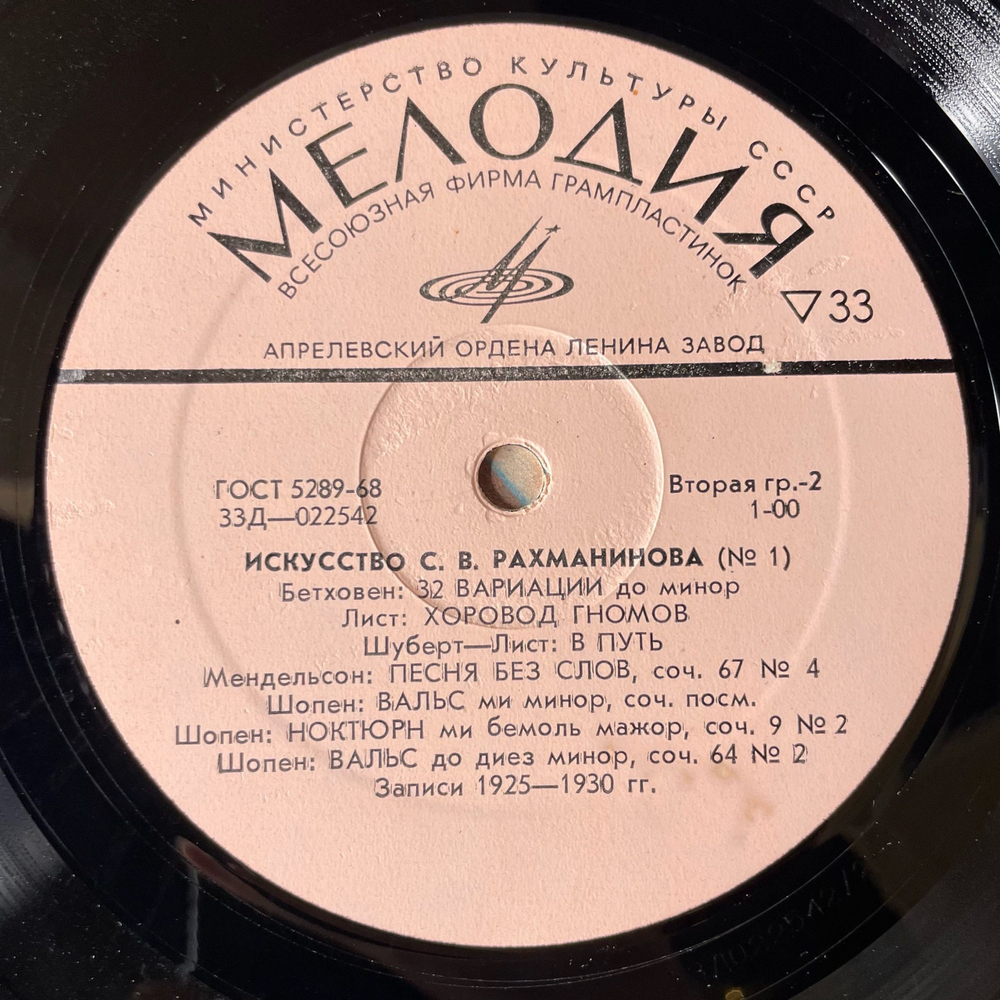 МИНИСТЕРСТВО КУЛЬТУРЫ СССР
МЕЛОДИЯ
ВСЕСОЮЗНАЯ ФИРМА ГРАМПЛАСТИНОК
▽33
АПРЕЛЕВСКИЙ ОРДЕНА ЛЕНИНА ЗАВОД
ГОСТ 5289-68
33Д—022542
Вторая гр.-2
1-00
ИСКУССТВО С. В. РАХМАНИНОВА (№ 1)
Бетховен: 32 ВАРИАЦИИ до минор
Лист: ХОРОВОД ГНОМОВ
Шуберт—Лист: В ПУТЬ
Мендельсон: ПЕСНЯ БЕЗ СЛОВ, соч. 67 № 4
Шопен: ВАЛЬС ми минор, соч. посм.
Шопен: НОКТЮРН ми бемоль мажор, соч. 9 № 2
Шопен: ВАЛЬС до диез минор, соч. 64 № 2
Записи 1925—1930 гг.